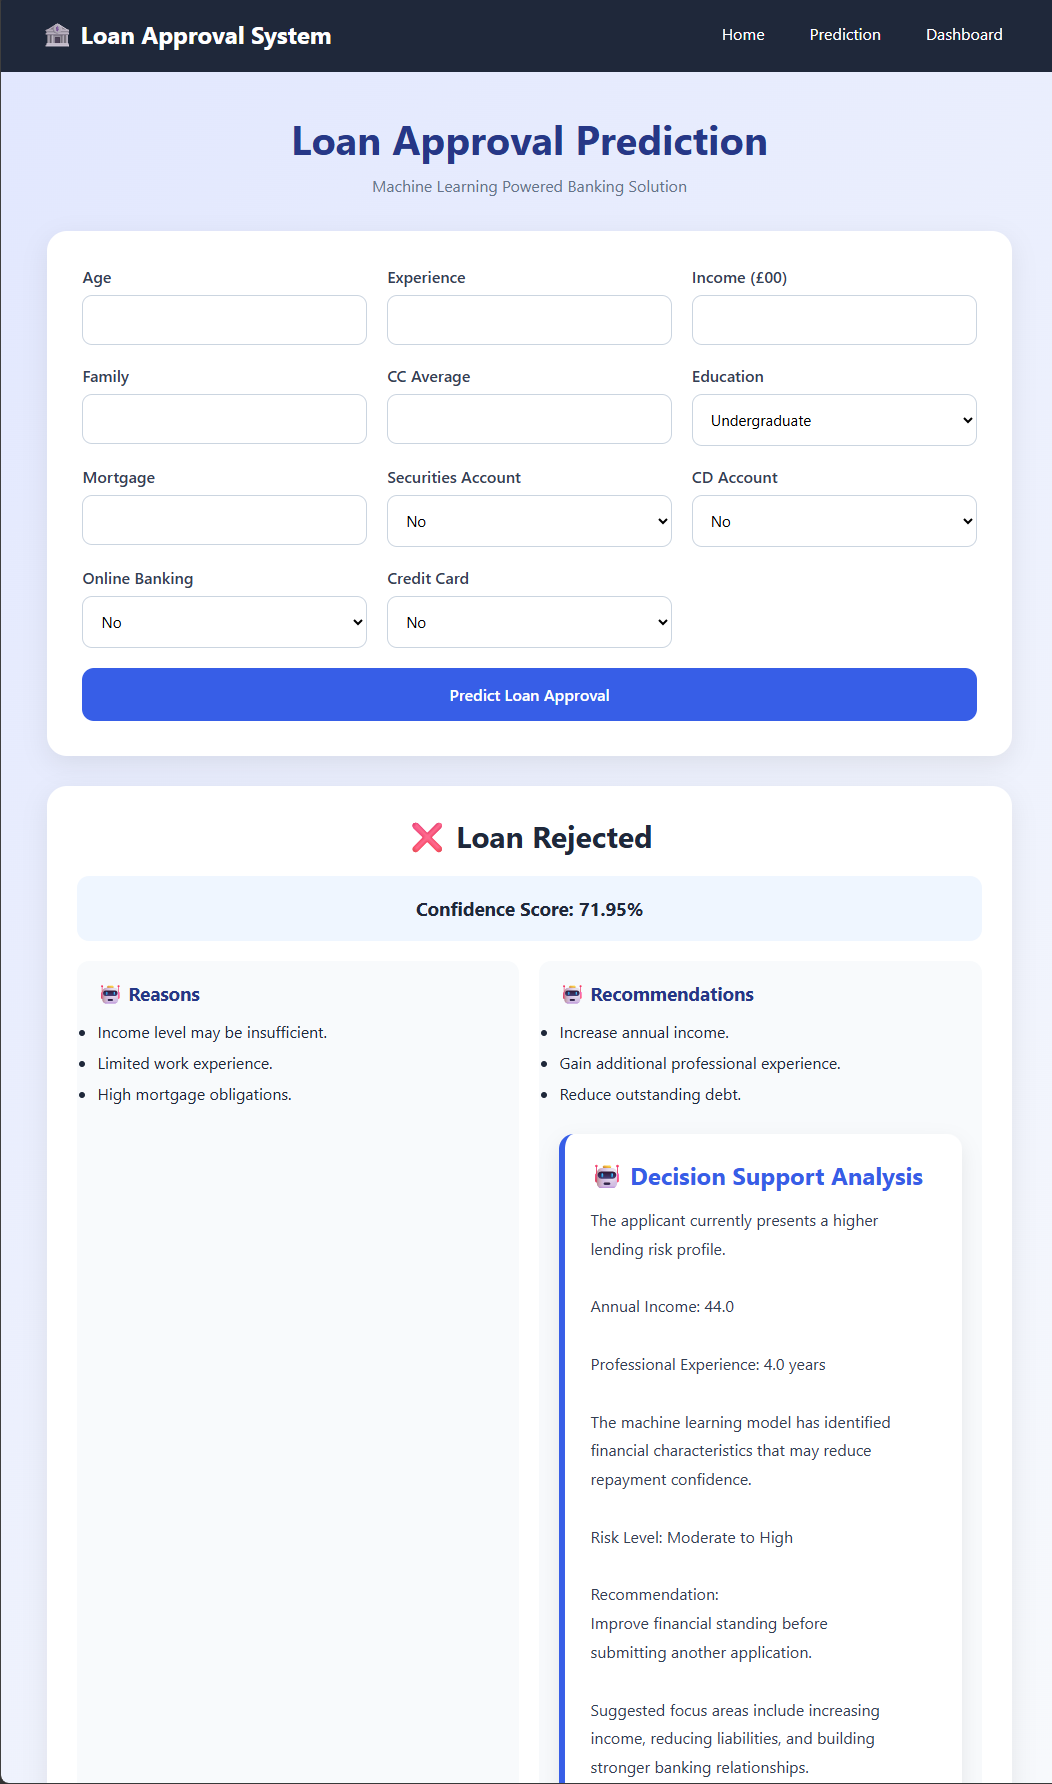 Loan Approval System
Home
Prediction
Dashboard
Loan Approval Prediction
Machine Learning Powered Banking Solution
Age
Experience
Income (£00)
Family
CC Average
Education
Undergraduate
Mortgage
Securities Account
No
CD Account
No
Online Banking
No
Credit Card
No
Predict Loan Approval
Loan Rejected
Confidence Score: 71.95%
Reasons
Income level may be insufficient.
Limited work experience.
High mortgage obligations.
Recommendations
Increase annual income.
Gain additional professional experience.
Reduce outstanding debt.
Decision Support Analysis
The applicant currently presents a higher
lending risk profile.
Annual Income: 44.0
Professional Experience: 4.0 years
The machine learning model has identified
financial characteristics that may reduce
repayment confidence.
Risk Level: Moderate to High
Recommendation:
Improve financial standing before
submitting another application.
Suggested focus areas include increasing
income, reducing liabilities, and building
stronger banking relationships.